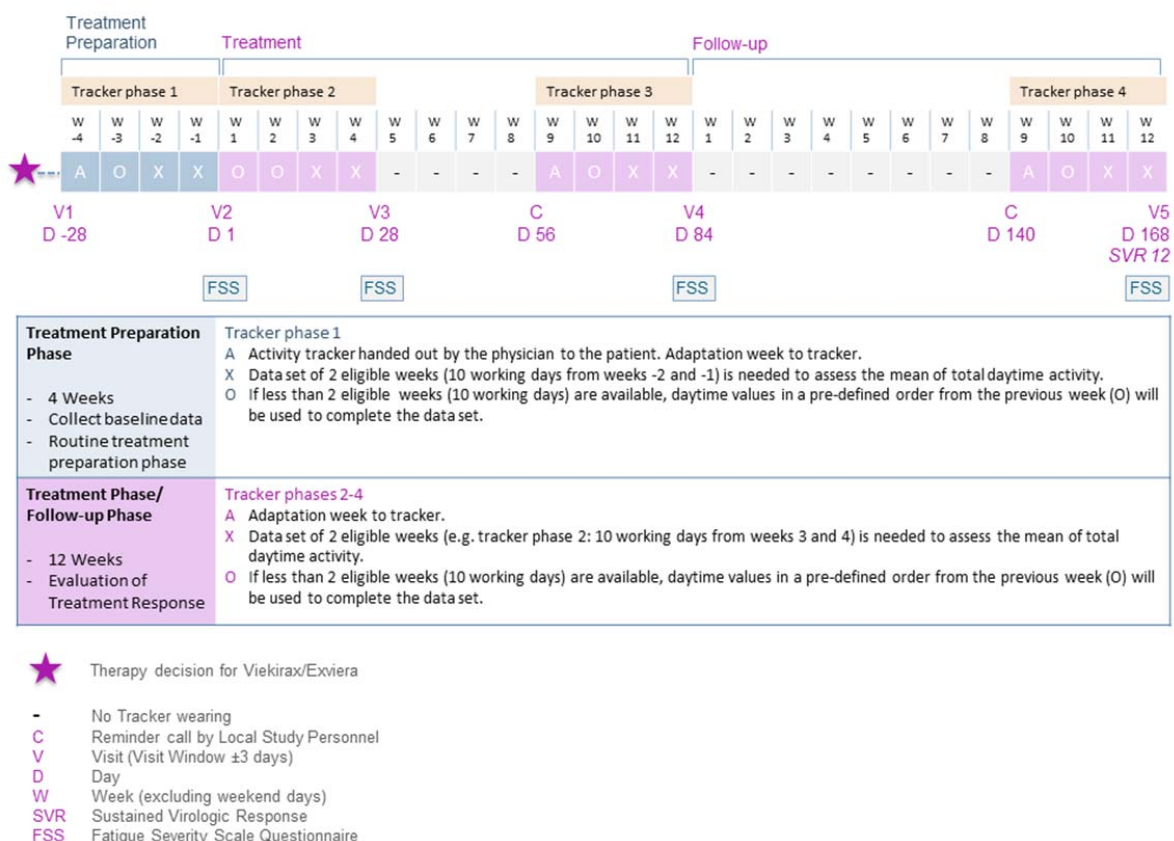 Treatment
Preparation
Treatment
Follow-up
Tracker phase 1
Tracker phase 2
Tracker phase 3
Tracker phase 4
W W W W W W W W W W W W W W W W W W W W W W W W W W W W
-4 -3 -2 -1 1 2 3 4 5 6 7 8 9 10 11 12 1 2 3 4 5 6 7 8 9 10 11 12
A O X X O O X X - - - - A O X X - - - - - - - - A O X X
V1 V2 V3 C V4 C V5
D -28 D 1 D 28 D 56 D 84 D 140 D 168
SVR 12
FSS FSS FSS FSS
Treatment Preparation
Phase
- 4 Weeks
- Collect baseline data
- Routine treatment
preparation phase
Tracker phase 1
A Activity tracker handed out by the physician to the patient. Adaptation week to tracker.
X Data set of 2 eligible weeks (10 working days from weeks -2 and -1) is needed to assess the mean of total daytime activity.
O If less than 2 eligible weeks (10 working days) are available, daytime values in a pre-defined order from the previous week (O) will
be used to complete the data set.
Treatment Phase/
Follow-up Phase
- 12 Weeks
- Evaluation of
Treatment Response
Tracker phases 2-4
A Adaptation week to tracker.
X Data set of 2 eligible weeks (e.g. tracker phase 2: 10 working days from weeks 3 and 4) is needed to assess the mean of total
daytime activity.
O If less than 2 eligible weeks (10 working days) are available, daytime values in a pre-defined order from the previous week (O) will
be used to complete the data set.
Therapy decision for Viekirax/Exviera
- No Tracker wearing
C Reminder call by Local Study Personnel
V Visit (Visit Window ±3 days)
D Day
W Week (excluding weekend days)
SVR Sustained Virologic Response
FSS Fatigue Severity Scale Questionnaire